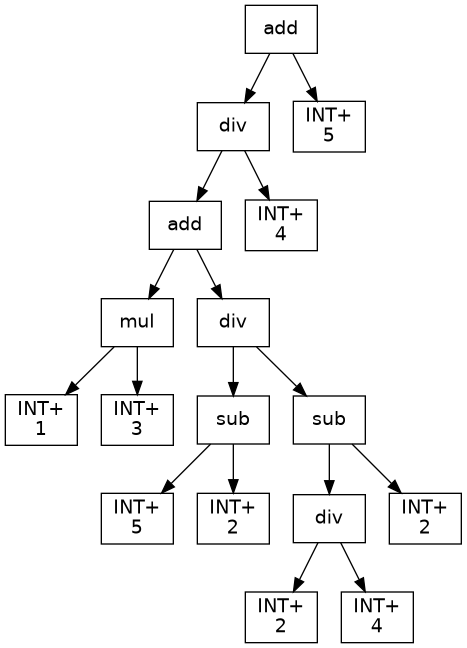 add
div
INT+
5
add
INT+
4
mul
div
INT+
1
INT+
3
sub
sub
INT+
5
INT+
2
div
INT+
2
INT+
2
INT+
4